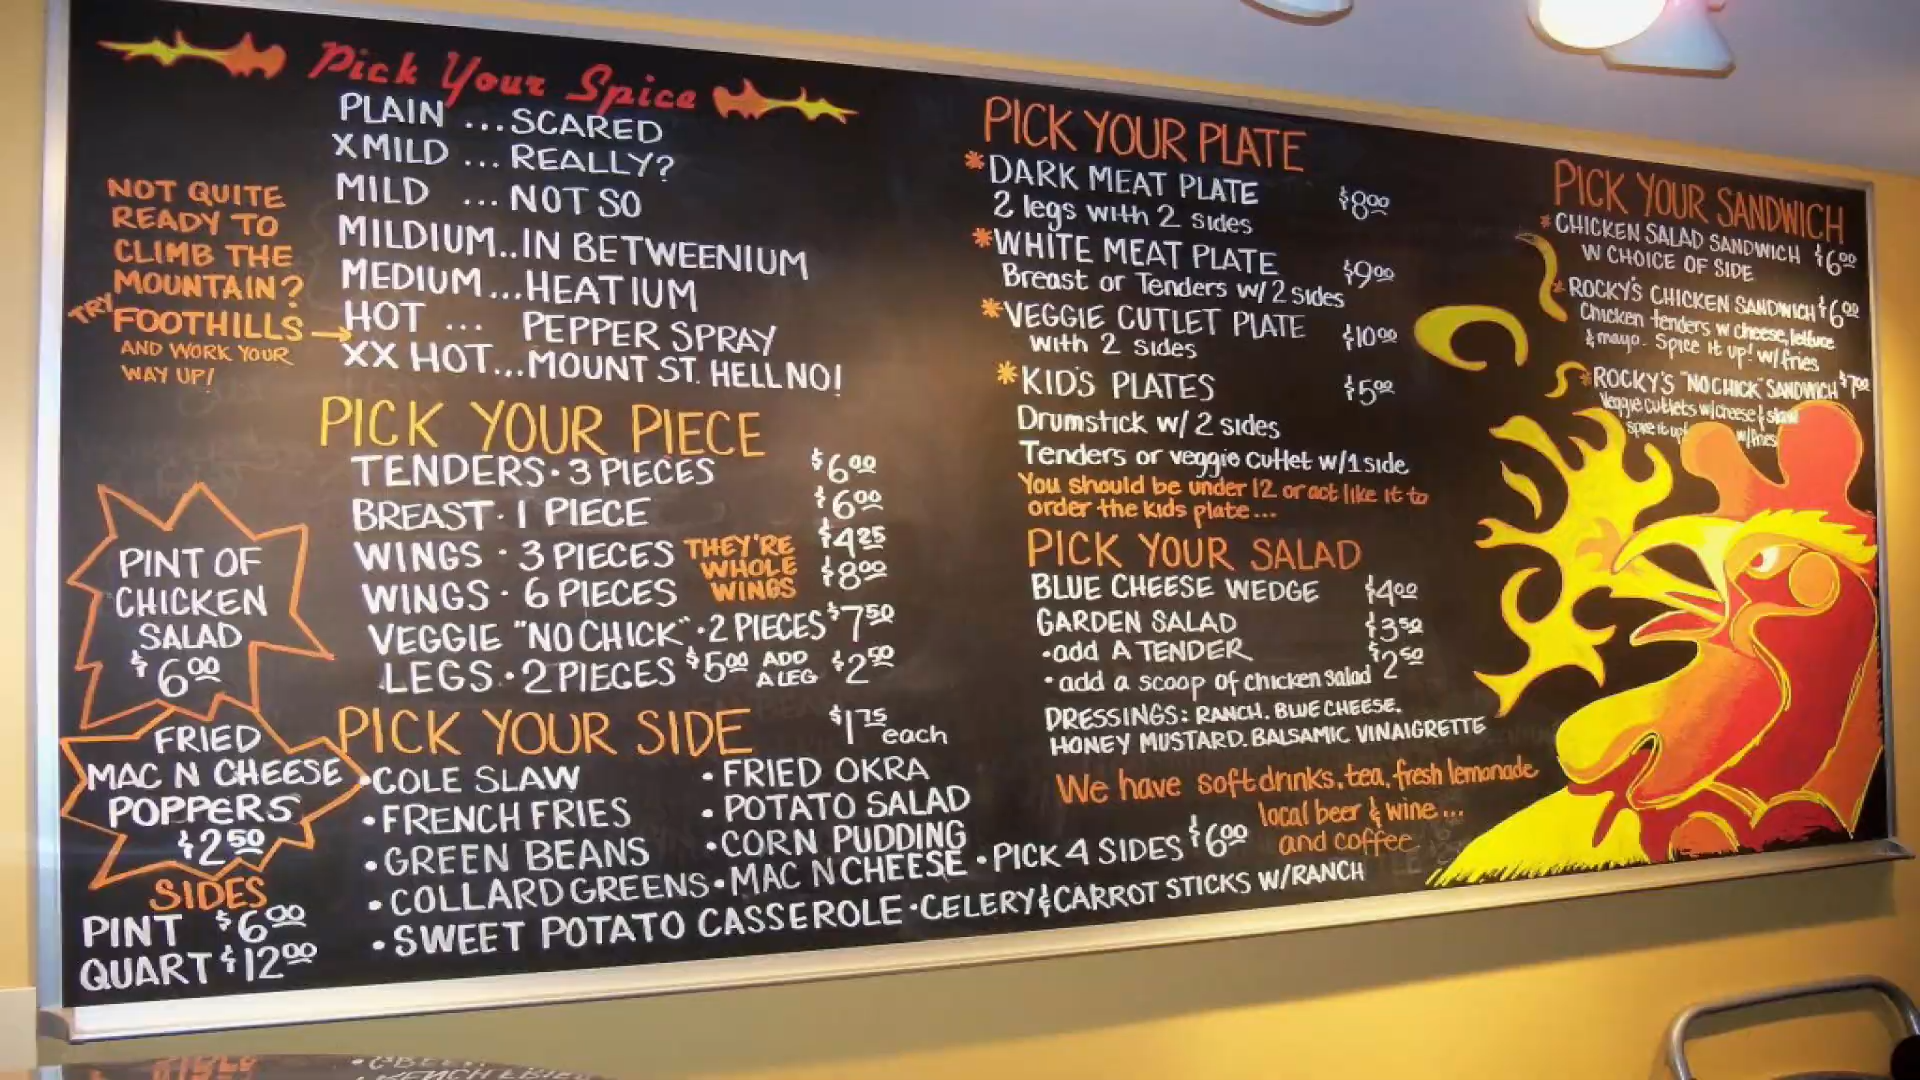 Pick Your Spice
PLAIN ... SCARED
X MILD ... REALLY?
MILD ... NOT SO
MILDIUM.. IN BETWEENIUM
MEDIUM ... HEATIUM
HOT ... PEPPER SPRAY
XX HOT... MOUNT ST. HELL NO!
NOT QUITE
READY TO
CLIMB THE
MOUNTAIN?
TRY FOOTHILLS →
AND WORK YOUR
WAY UP!
PICK YOUR PIECE
TENDERS · 3 PIECES $6.00
BREAST · 1 PIECE $6.00
WINGS · 3 PIECES $4.25
WINGS · 6 PIECES $8.00
THEY'RE
WHOLE
WINGS
VEGGIE "NO CHICK" · 2 PIECES $7.50
LEGS · 2 PIECES $5.00 ADD A LEG $2.50
PINT OF
CHICKEN
SALAD
$6.00
FRIED
MAC N CHEESE
POPPERS
$2.50
SIDES
PINT $6.00
QUART $12.00
PICK YOUR SIDE $1.75 each
• COLE SLAW • FRIED OKRA
• FRENCH FRIES • POTATO SALAD
• GREEN BEANS • CORN PUDDING
• COLLARD GREENS • MAC N CHEESE • PICK 4 SIDES $6.00
• SWEET POTATO CASSEROLE • CELERY & CARROT STICKS W/RANCH
PICK YOUR PLATE
*DARK MEAT PLATE $8.00
2 legs with 2 sides
*WHITE MEAT PLATE $9.00
Breast or Tenders w/ 2 sides
*VEGGIE CUTLET PLATE $10.00
with 2 sides
*KID'S PLATES $5.00
Drumstick w/ 2 sides
Tenders or veggie cutlet w/1 side
You should be under 12 or act like it to
order the kids plate...
PICK YOUR SALAD
BLUE CHEESE WEDGE $4.00
GARDEN SALAD $3.50
• add A TENDER $2.50
• add a scoop of chicken salad 2.50
DRESSINGS: RANCH. BLUE CHEESE.
HONEY MUSTARD. BALSAMIC VINAIGRETTE
We have soft drinks, tea, fresh lemonade
local beer & wine...
and coffee
PICK YOUR SANDWICH
*CHICKEN SALAD SANDWICH $6.00
W CHOICE OF SIDE
*ROCKY'S CHICKEN SANDWICH $6.00
Chicken tenders w cheese, lettuce
& mayo. Spice it up! w/ fries
*ROCKY'S "NO CHICK" SANDWICH $7.00
Veggie cutlets w/cheese & slaw
spice it up! w/fries